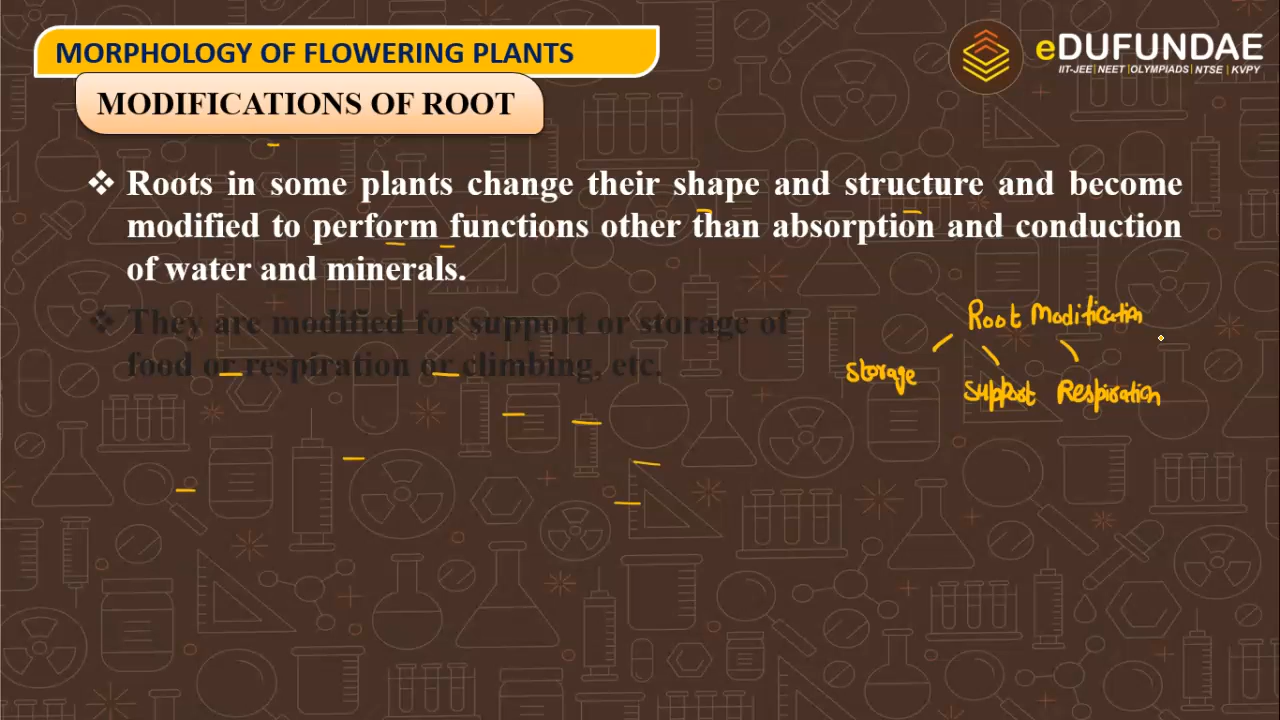 MORPHOLOGY OF FLOWERING PLANTS
eDUFUNDAE
IIT-JEE|NEET|OLYMPIADS|NTSE|KVPY
MODIFICATIONS OF ROOT
❖ Roots in some plants change their shape and structure and become
modified to perform functions other than absorption and conduction
of water and minerals.
❖ They are modified for support or storage of
food or respiration or climbing, etc.
Root Modification
Storage
Support Respiration